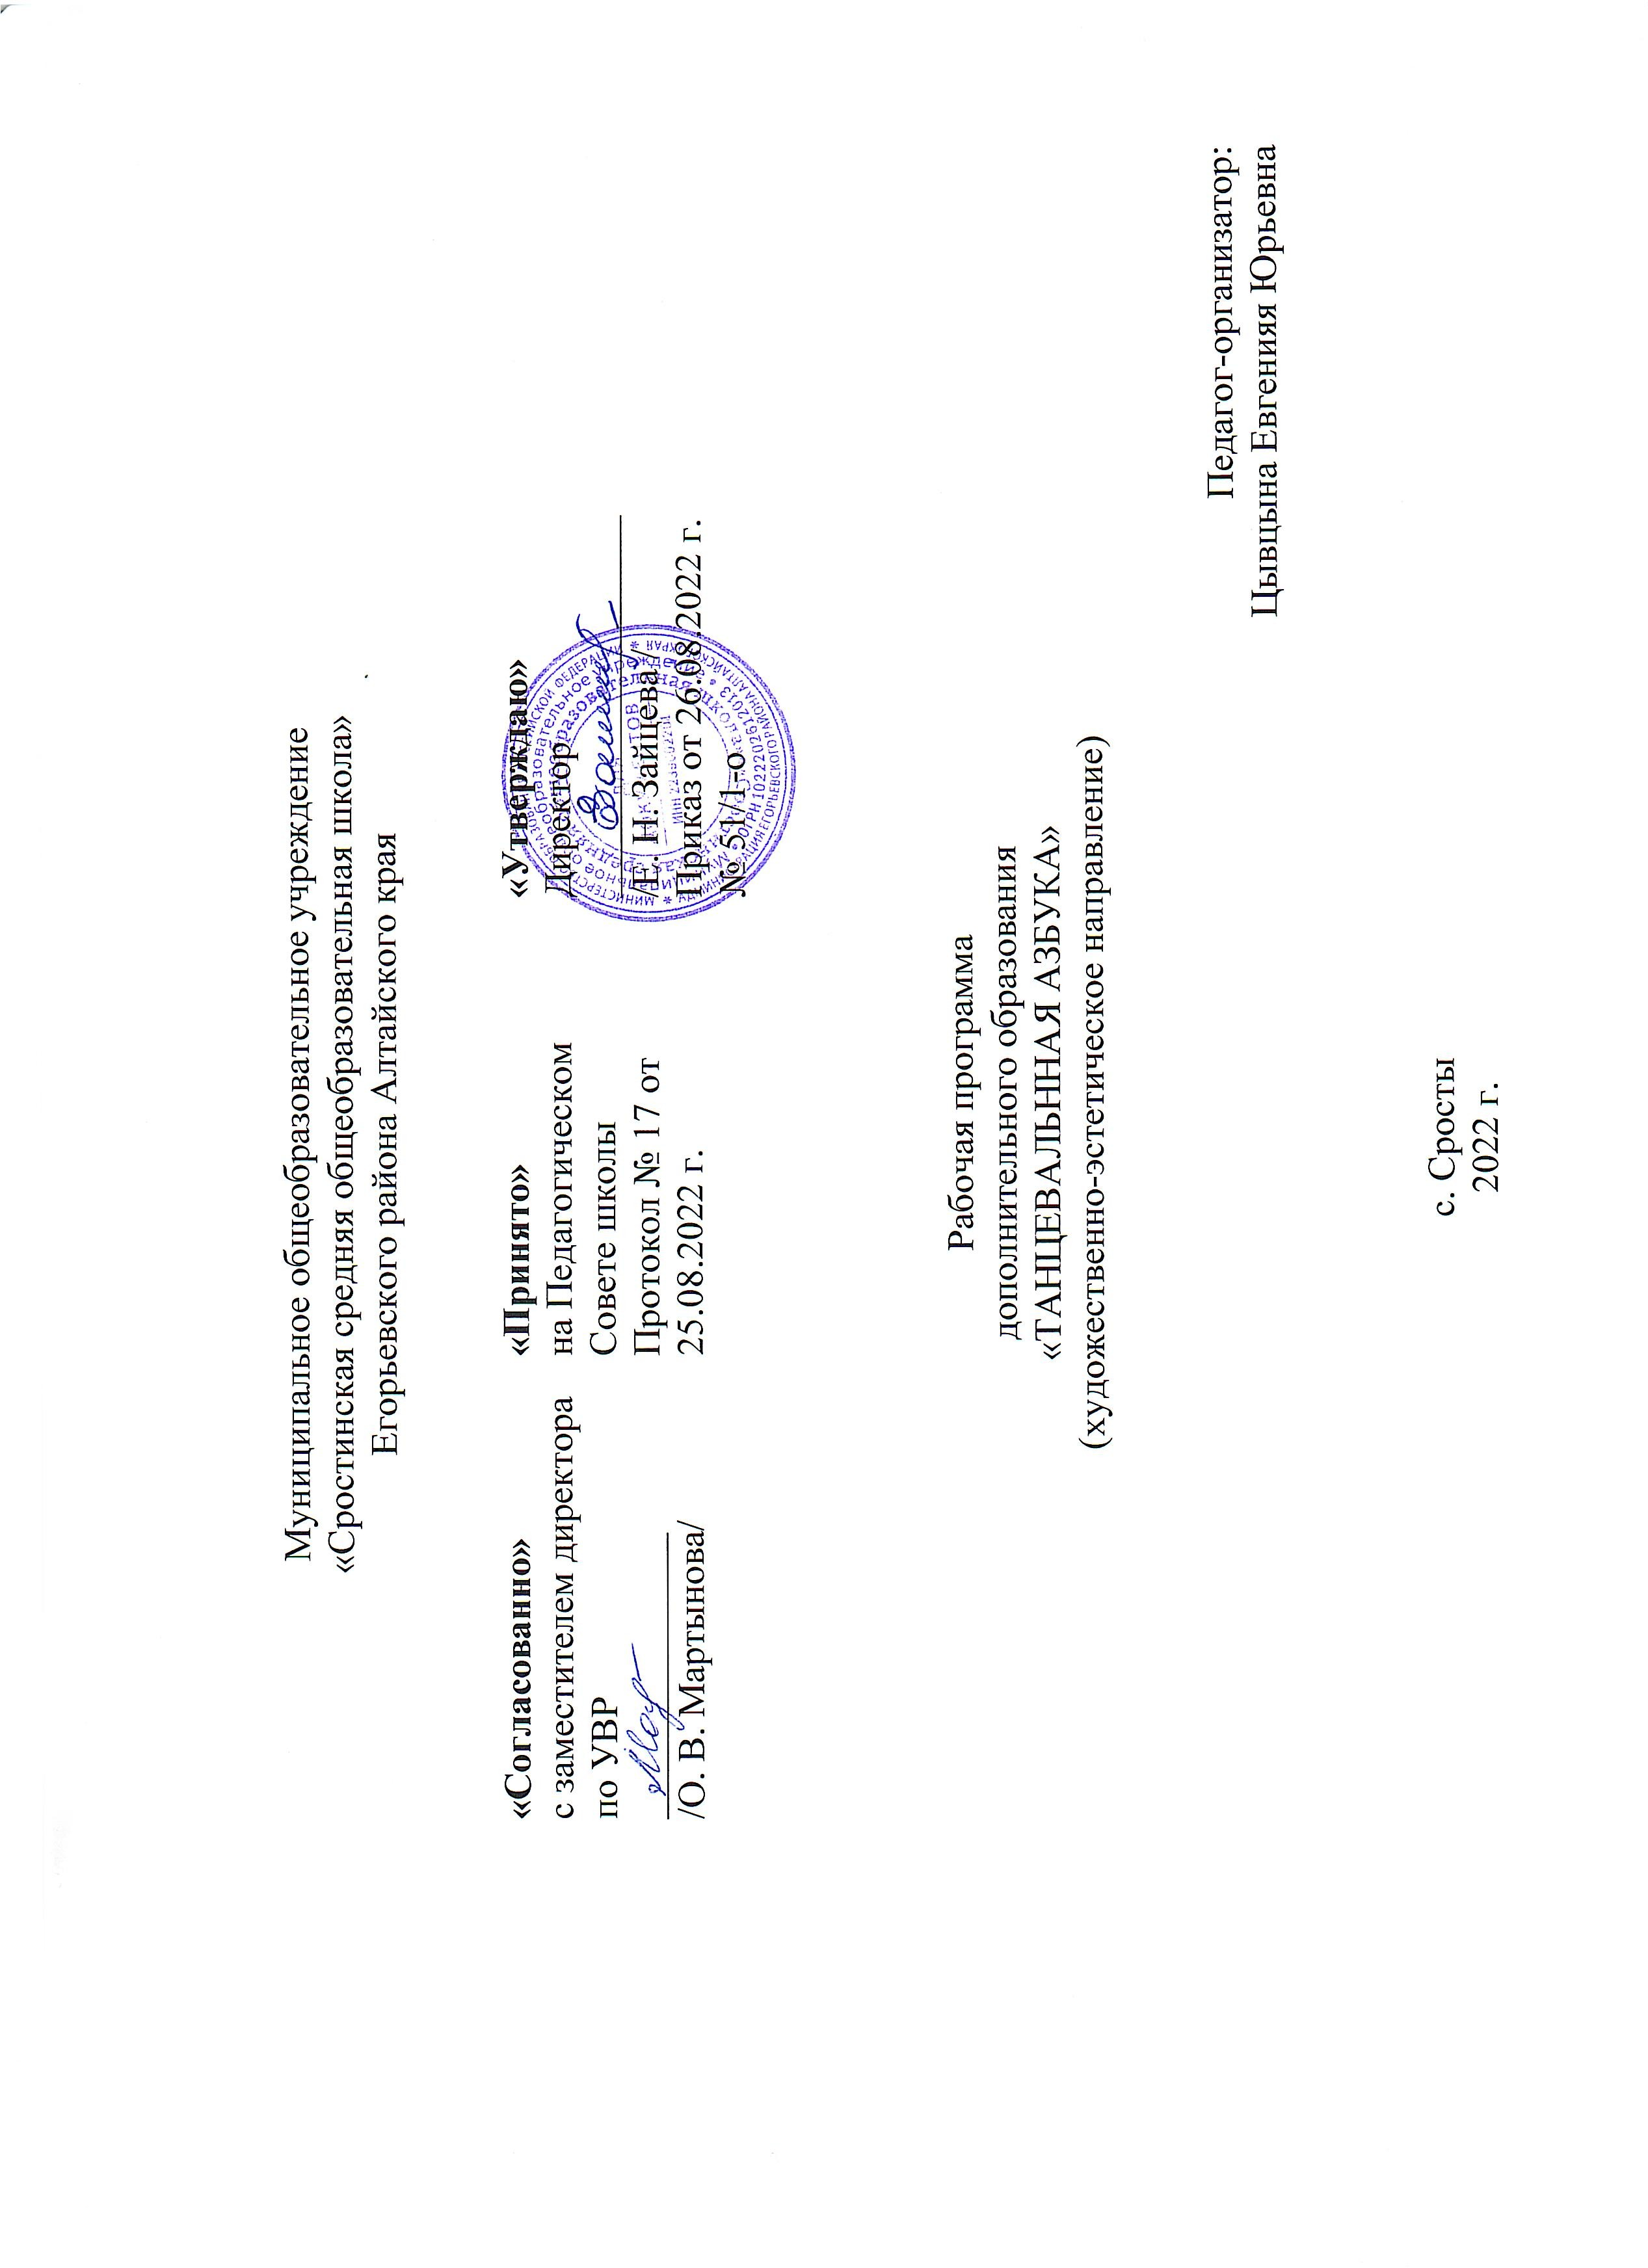 Муниципальное общеобразовательное учреждение
«Сростинская средняя общеобразовательная школа»
Егорьевского района Алтайского края
«Согласованно»
с заместителем директора
по УВР
/О. В. Мартынова/
«Принято»
на Педагогическом
Совете школы
Протокол № 17 от
25.08.2022 г.
«Утверждаю»
Директор
/Е. Н. Зайцева /
Приказ от 26.08.2022 г.
№ 51/1-о
Рабочая программа
дополнительного образования
«ТАНЦЕВАЛЬННАЯ АЗБУКА»
(художественно-эстетическое направление)
Педагог-организатор:
Цывцына Евгенияя Юрьевна
с. Сросты
2022 г.